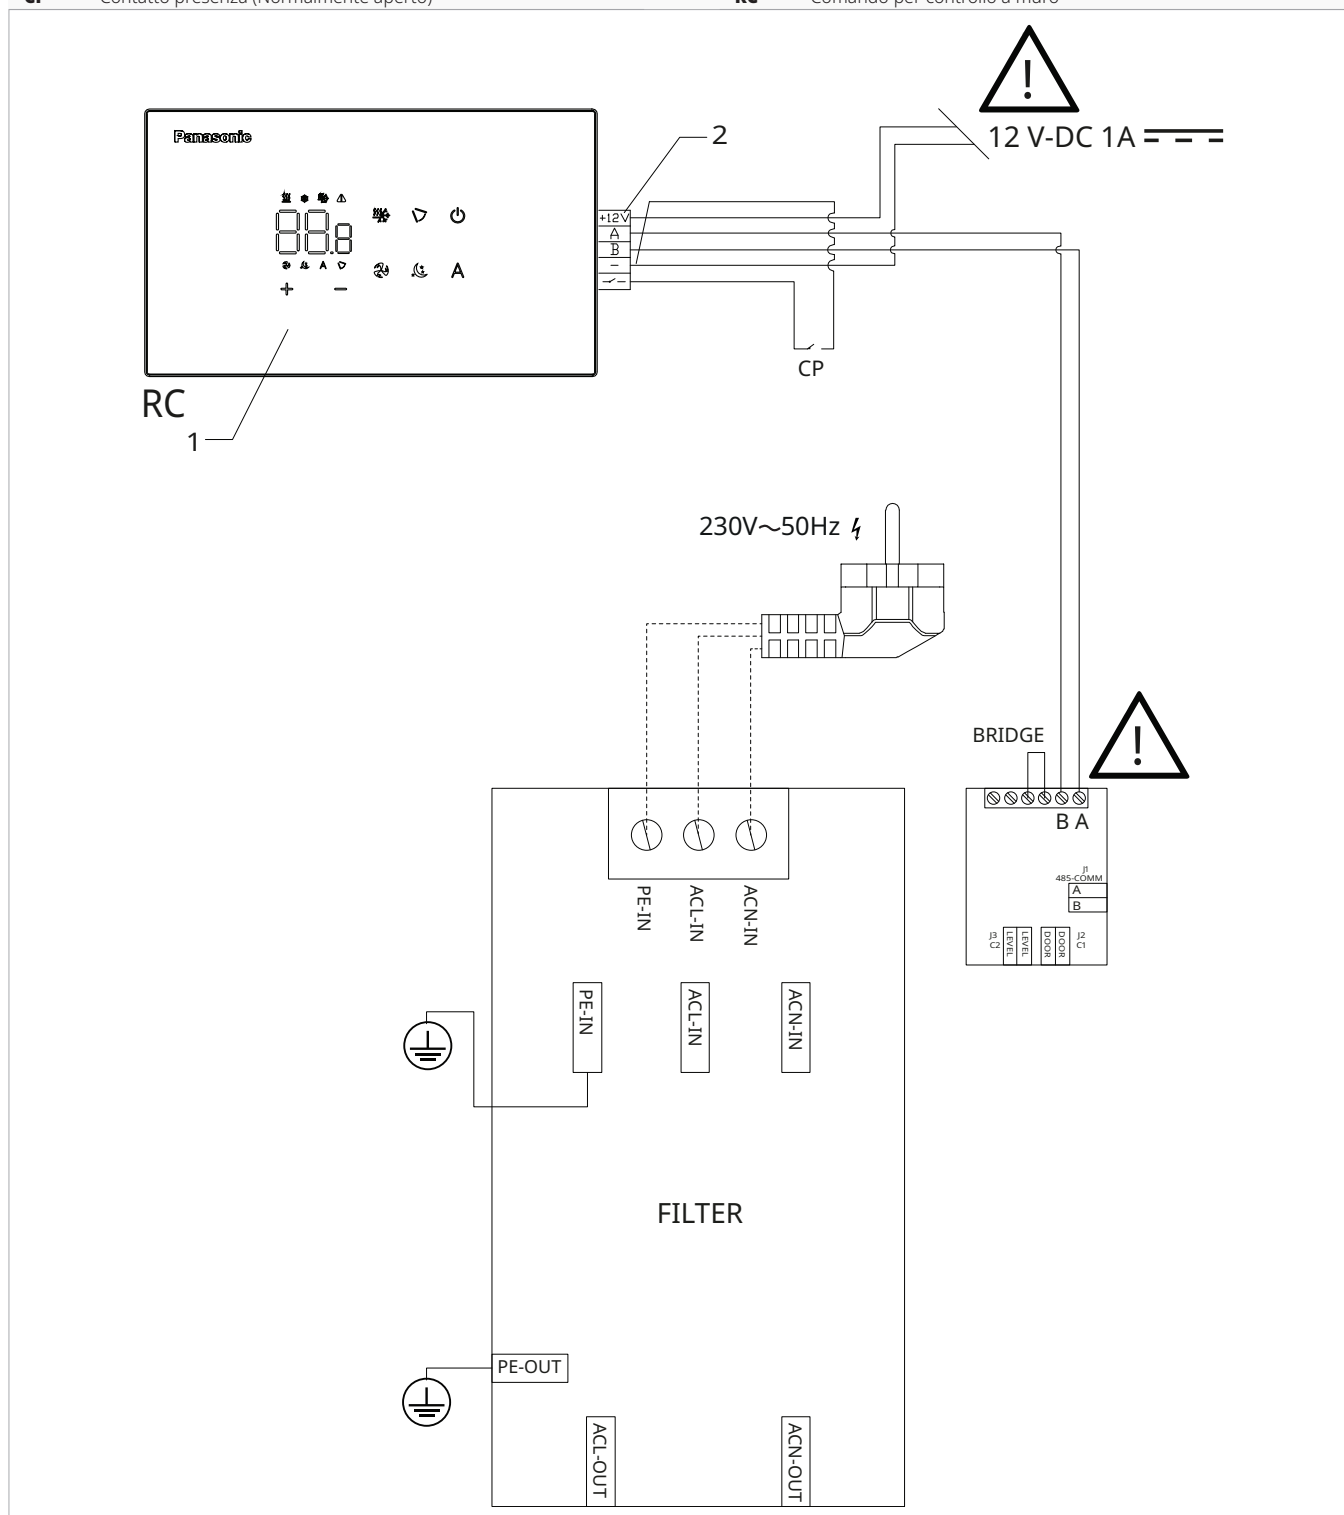 CP Contatto presenza (Normalmente aperto) RC Comando per controllo a muro
12 V-DC 1A
Panasonic
2
+12V
A
B
-
88.8
A
A
+ -
CP
RC
1
230V~50Hz
BRIDGE
B A
J1
485-COMM
A
B
J3
C2
LEVEL
LEVEL
DOOR
DOOR
J2
C1
PE-IN
ACL-IN
ACN-IN
PE-IN
ACL-IN
ACN-IN
FILTER
PE-OUT
ACL-OUT
ACN-OUT